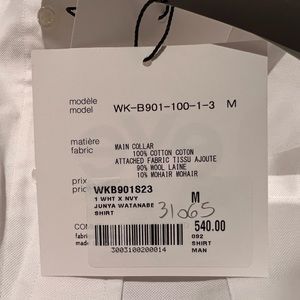 modèle
model WK-B901-100-1-3 M
matière
fabric
MAIN COLLAR
100% COTTON COTON
ATTACHED FABRIC TISSU AJOUTE
90% WOOL LAINE
10% MOHAIR MOHAIR
prix
WKB901S23
1 WHT X NVY M
JUNYA WATANABE
SHIRT
31065
540.00
092
SHIRT
MAN
3003100200014